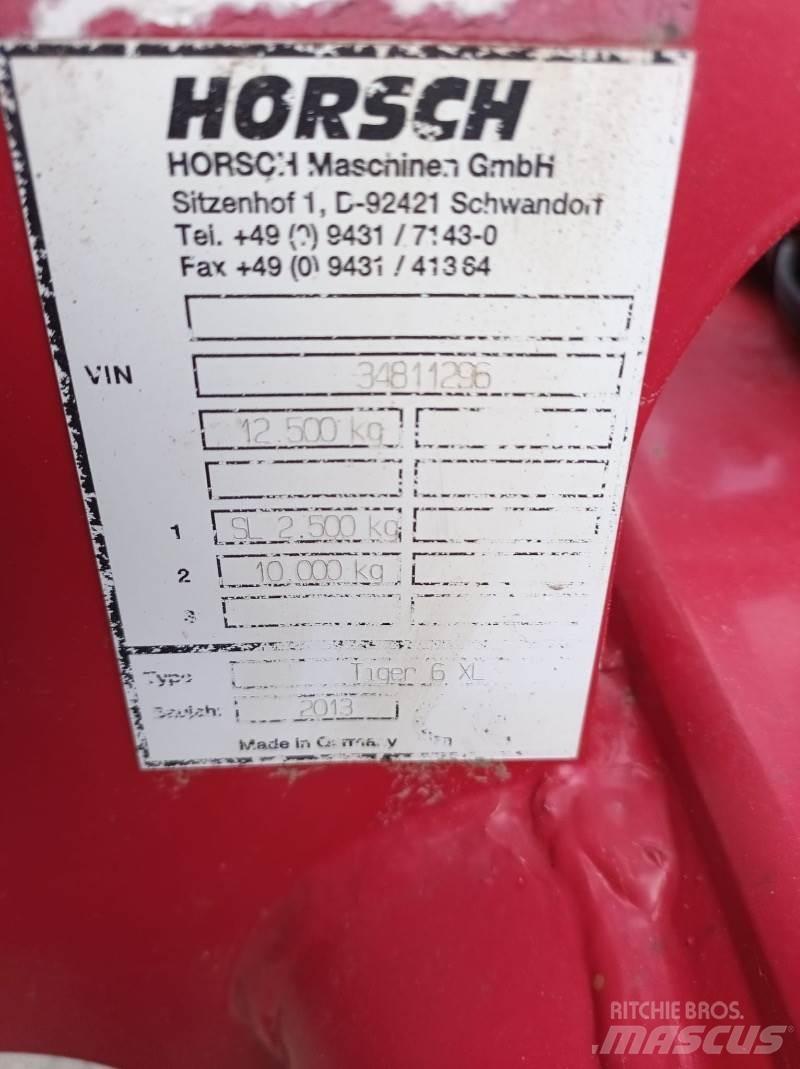 HORSCH
HORSCH Maschinen GmbH
Sitzenhof 1, D-92421 Schwandorf
Tel. +49 (0) 9431 / 7143-0
Fax +49 (0) 9431 / 41364
VIN 34811296
12.500 kg
1 SL 2.500 kg
2 10.000 kg
3
Type Tiger 6 XL
2013
Made in Germany
RITCHIE BROS.
MASCUS